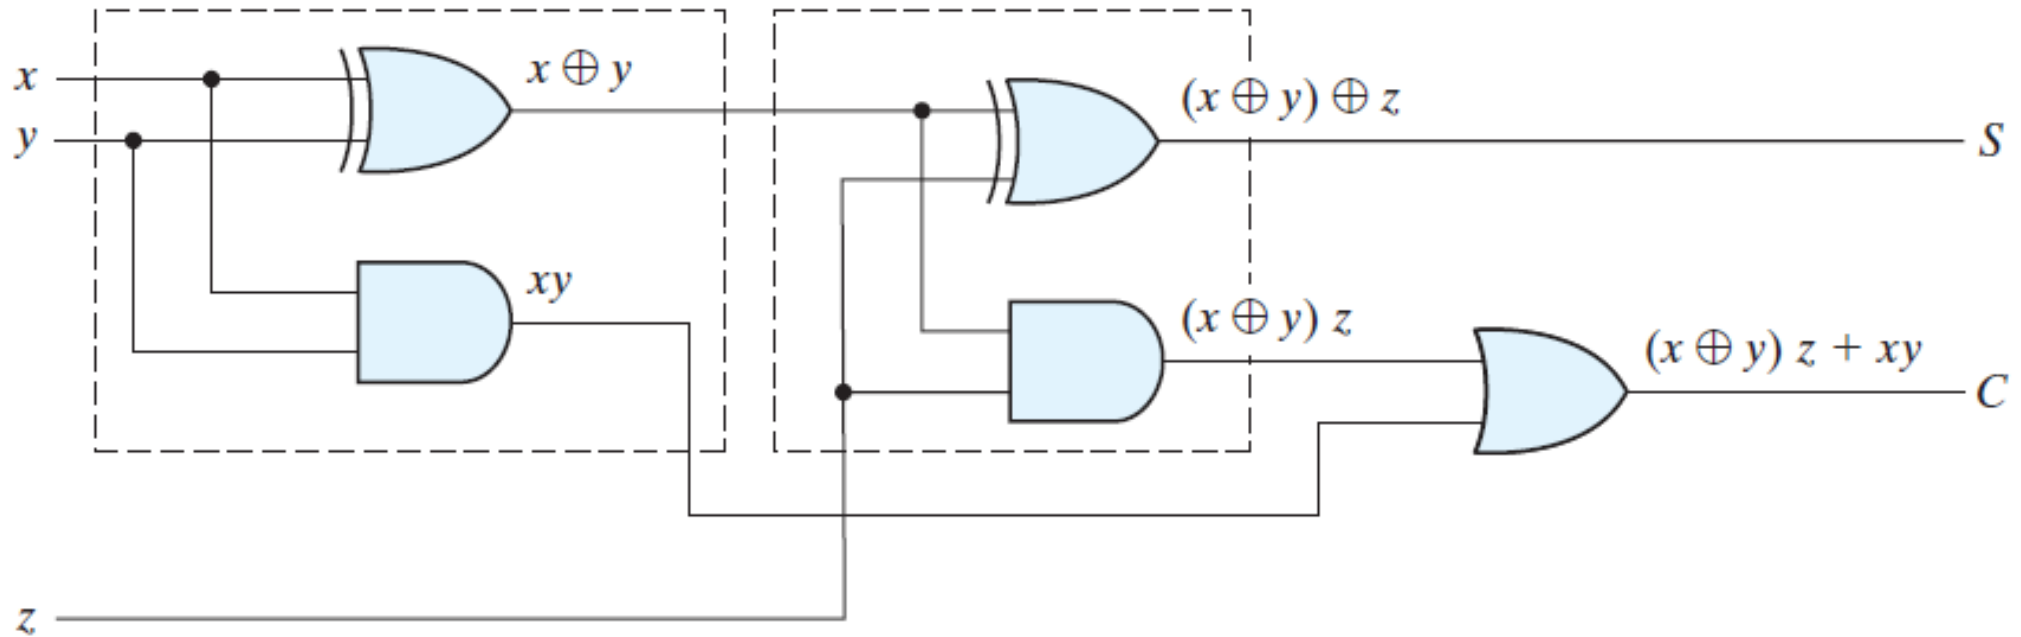 x
x ⊕ y
(x ⊕ y) ⊕ z
y
S
xy
(x ⊕ y) z
(x ⊕ y) z + xy
C
z